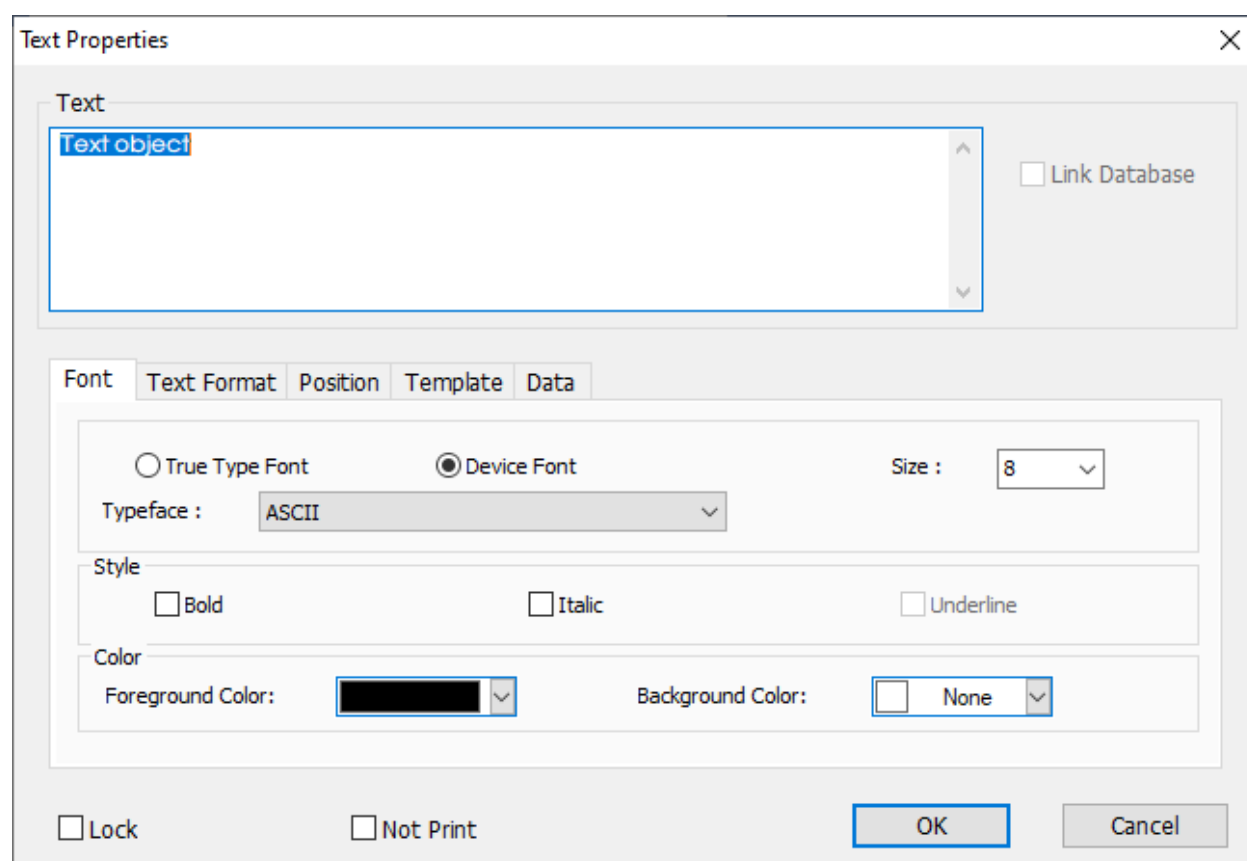 Text Properties
Text
Text object
Link Database
Font Text Format Position Template Data
True Type Font Device Font Size : 8
Typeface : ASCII
Style
Bold Italic Underline
Color
Foreground Color: Background Color: None
Lock Not Print OK Cancel